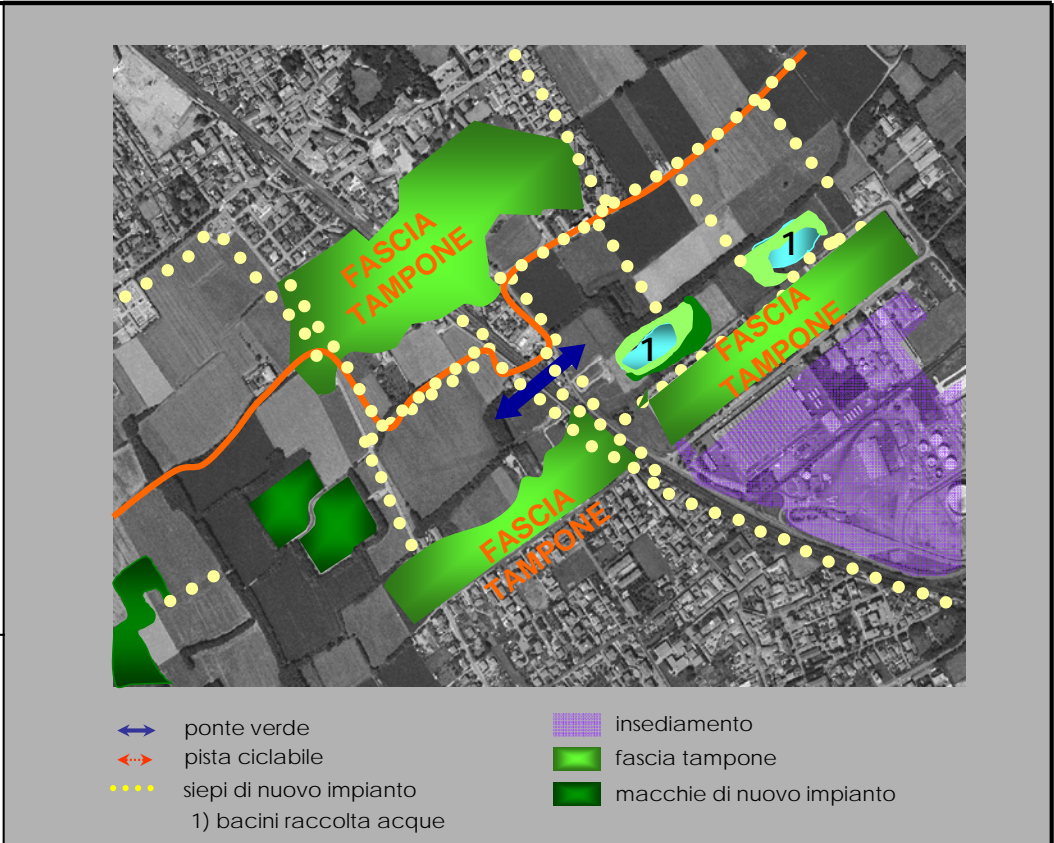 FASCIA
TAMPONE
1
1
FASCIA
TAMPONE
FASCIA
TAMPONE
ponte verde
pista ciclabile
siepi di nuovo impianto
1) bacini raccolta acque
insediamento
fascia tampone
macchie di nuovo impianto